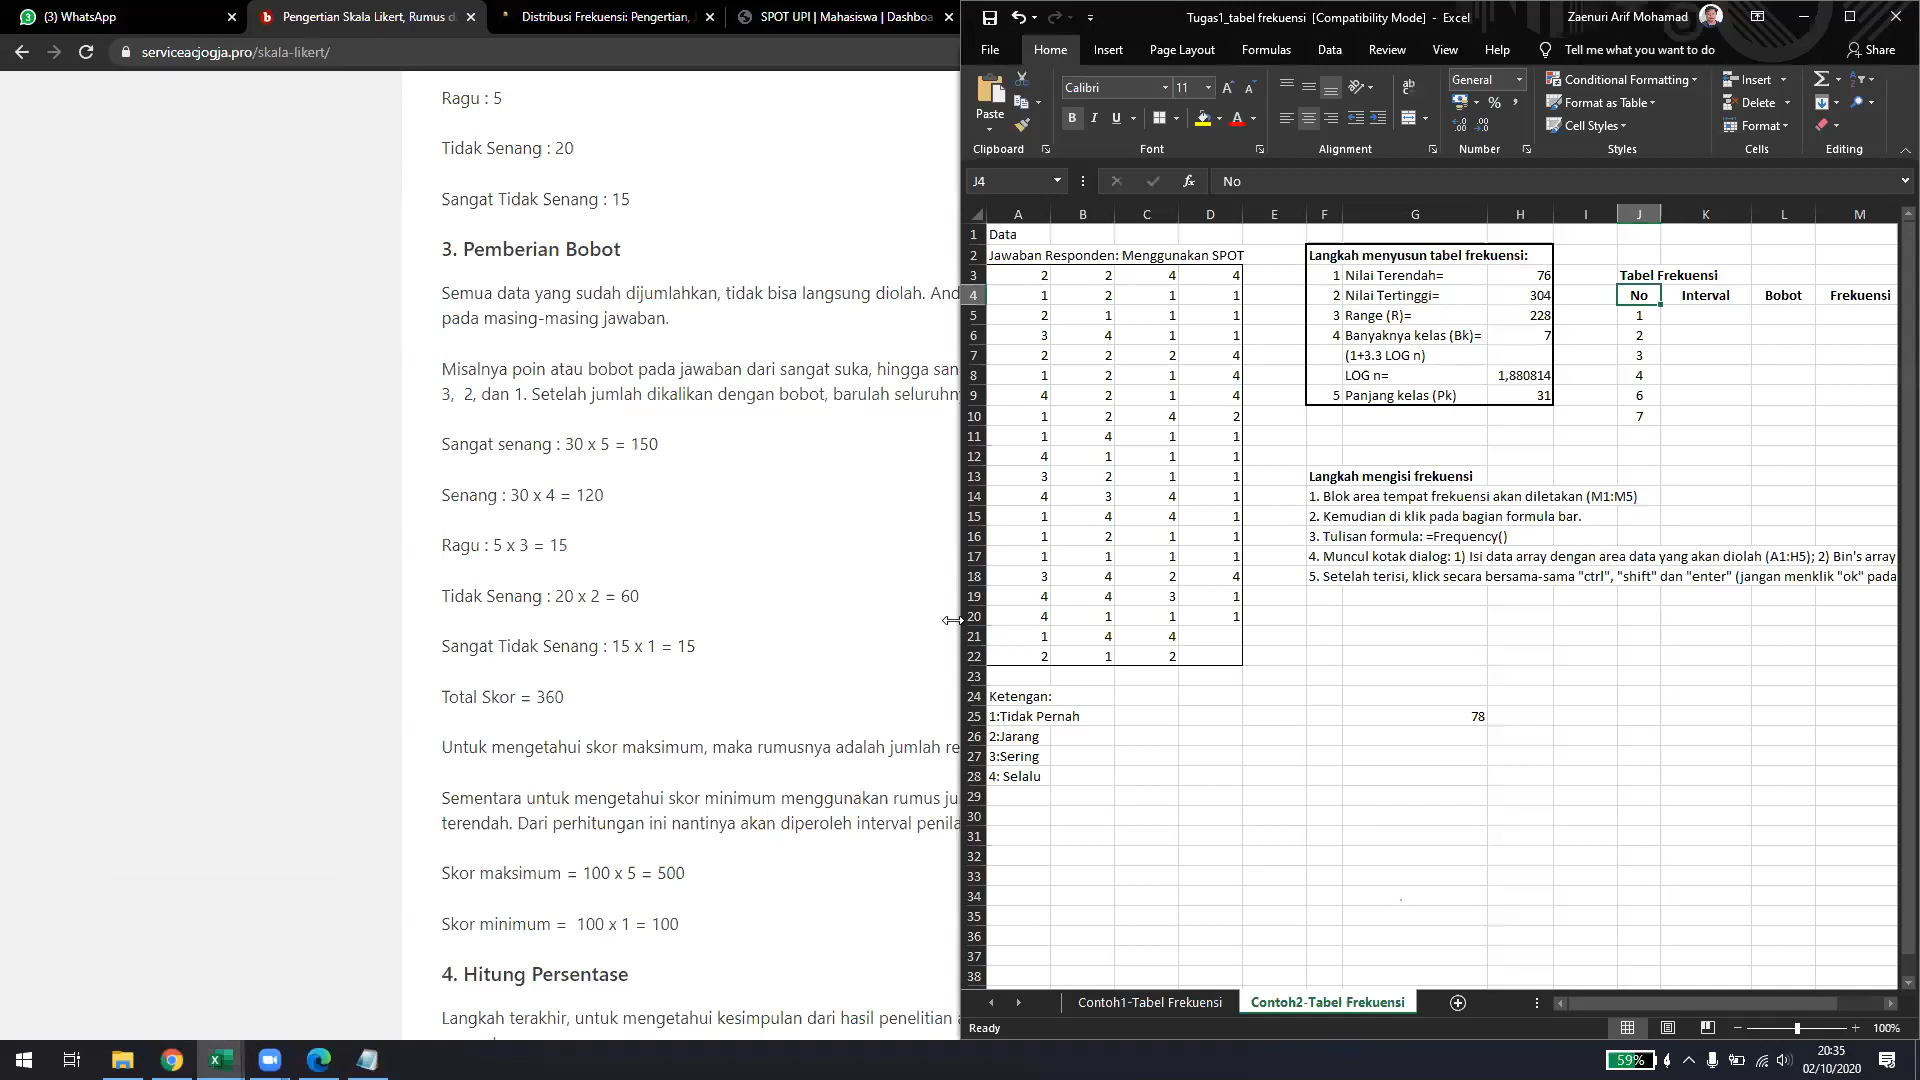 (3) WhatsApp
Pengertian Skala Likert, Rumus d
Distribusi Frekuensi: Pengertian,
SPOT UPI | Mahasiswa | Dashboa
serviceacjogja.pro/skala-likert/
Ragu : 5
Tidak Senang : 20
Sangat Tidak Senang : 15
3. Pemberian Bobot
Semua data yang sudah dijumlahkan, tidak bisa langsung diolah. And
pada masing-masing jawaban.
Misalnya poin atau bobot pada jawaban dari sangat suka, hingga san
3, 2, dan 1. Setelah jumlah dikalikan dengan bobot, barulah seluruhny
Sangat senang : 30 x 5 = 150
Senang : 30 x 4 = 120
Ragu : 5 x 3 = 15
Tidak Senang : 20 x 2 = 60
Sangat Tidak Senang : 15 x 1 = 15
Total Skor = 360
Untuk mengetahui skor maksimum, maka rumusnya adalah jumlah re
Sementara untuk mengetahui skor minimum menggunakan rumus ju
terendah. Dari perhitungan ini nantinya akan diperoleh interval penila
Skor maksimum = 100 x 5 = 500
Skor minimum = 100 x 1 = 100
4. Hitung Persentase
Langkah terakhir, untuk mengetahui kesimpulan dari hasil penelitian a
Tugas1_tabel frekuensi [Compatibility Mode] - Excel
Zaenuri Arif Mohamad
File Home Insert Page Layout Formulas Data Review View Help Tell me what you want to do Share
Paste
Calibri 11
General
Conditional Formatting
Format as Table
Cell Styles
Insert
Delete
Format
Clipboard Font Alignment Number Styles Cells Editing
J4 fx No
A B C D E F G H I J K L M
1 Data
2 Jawaban Responden: Menggunakan SPOT Langkah menyusun tabel frekuensi:
3 2 2 4 4 1 Nilai Terendah= 76 Tabel Frekuensi
4 1 2 1 1 2 Nilai Tertinggi= 304 No Interval Bobot Frekuensi
5 2 1 1 1 3 Range (R)= 228 1
6 3 4 1 1 4 Banyaknya kelas (Bk)= 7 2
7 2 2 2 4 (1+3.3 LOG n) 3
8 1 2 1 4 LOG n= 1,880814 4
9 4 2 1 4 5 Panjang kelas (Pk) 31 6
10 1 2 4 2 7
11 1 4 1 1
12 4 1 1 1
13 3 2 1 1 Langkah mengisi frekuensi
14 4 3 4 1 1. Blok area tempat frekuensi akan diletakan (M1:M5)
15 1 4 4 1 2. Kemudian di klik pada bagian formula bar.
16 1 2 1 1 3. Tulisan formula: =Frequency()
17 1 1 1 1 4. Muncul kotak dialog: 1) Isi data array dengan area data yang akan diolah (A1:H5); 2) Bin's array
18 3 4 2 4 5. Setelah terisi, klick secara bersama-sama "ctrl", "shift" dan "enter" (jangan menklik "ok" pada
19 4 4 3 1
20 4 1 1 1
21 1 4 4
22 2 1 2
23
24 Ketengan:
25 1:Tidak Pernah 78
26 2:Jarang
27 3:Sering
28 4: Selalu
29
30
31
32
33
34
35
36
37
38
Contoh1-Tabel Frekuensi Contoh2-Tabel Frekuensi
Ready 100%
59%
20:35
02/10/2020